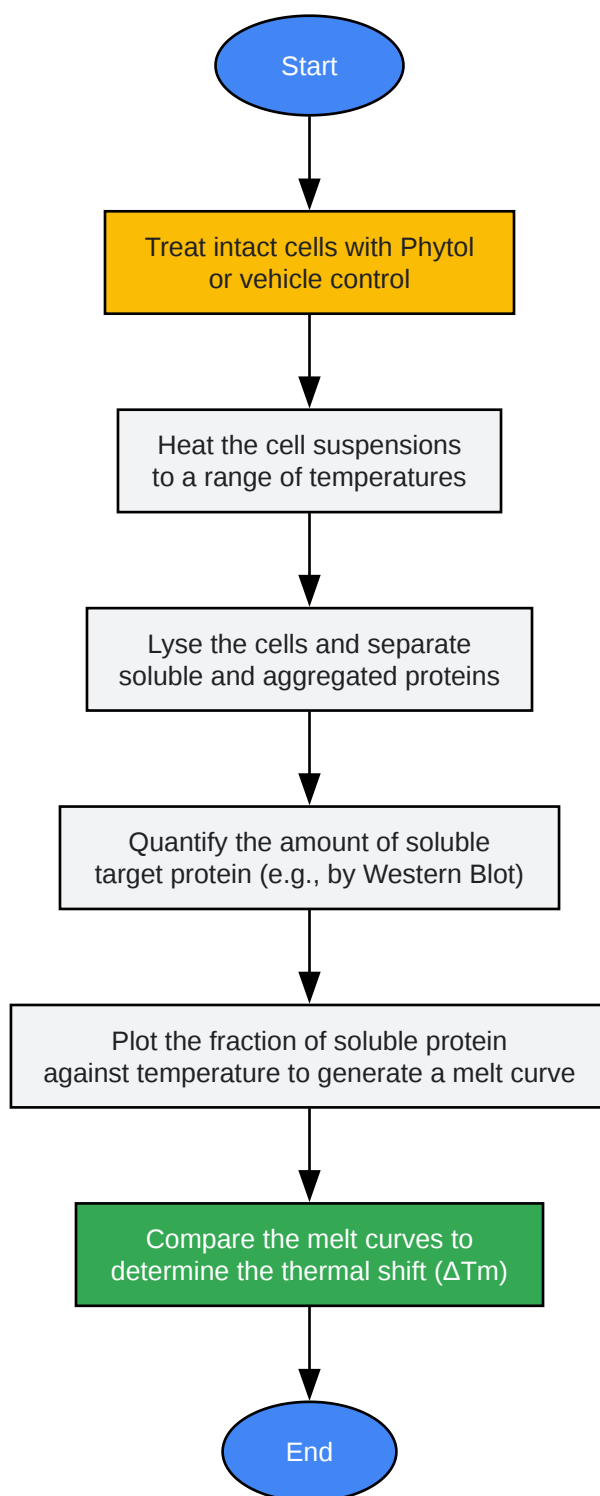 Start
Treat intact cells with Phytol
or vehicle control
Heat the cell suspensions
to a range of temperatures
Lyse the cells and separate
soluble and aggregated proteins
Quantify the amount of soluble
target protein (e.g., by Western Blot)
Plot the fraction of soluble protein
against temperature to generate a melt curve
Compare the melt curves to
determine the thermal shift (ΔTm)
End